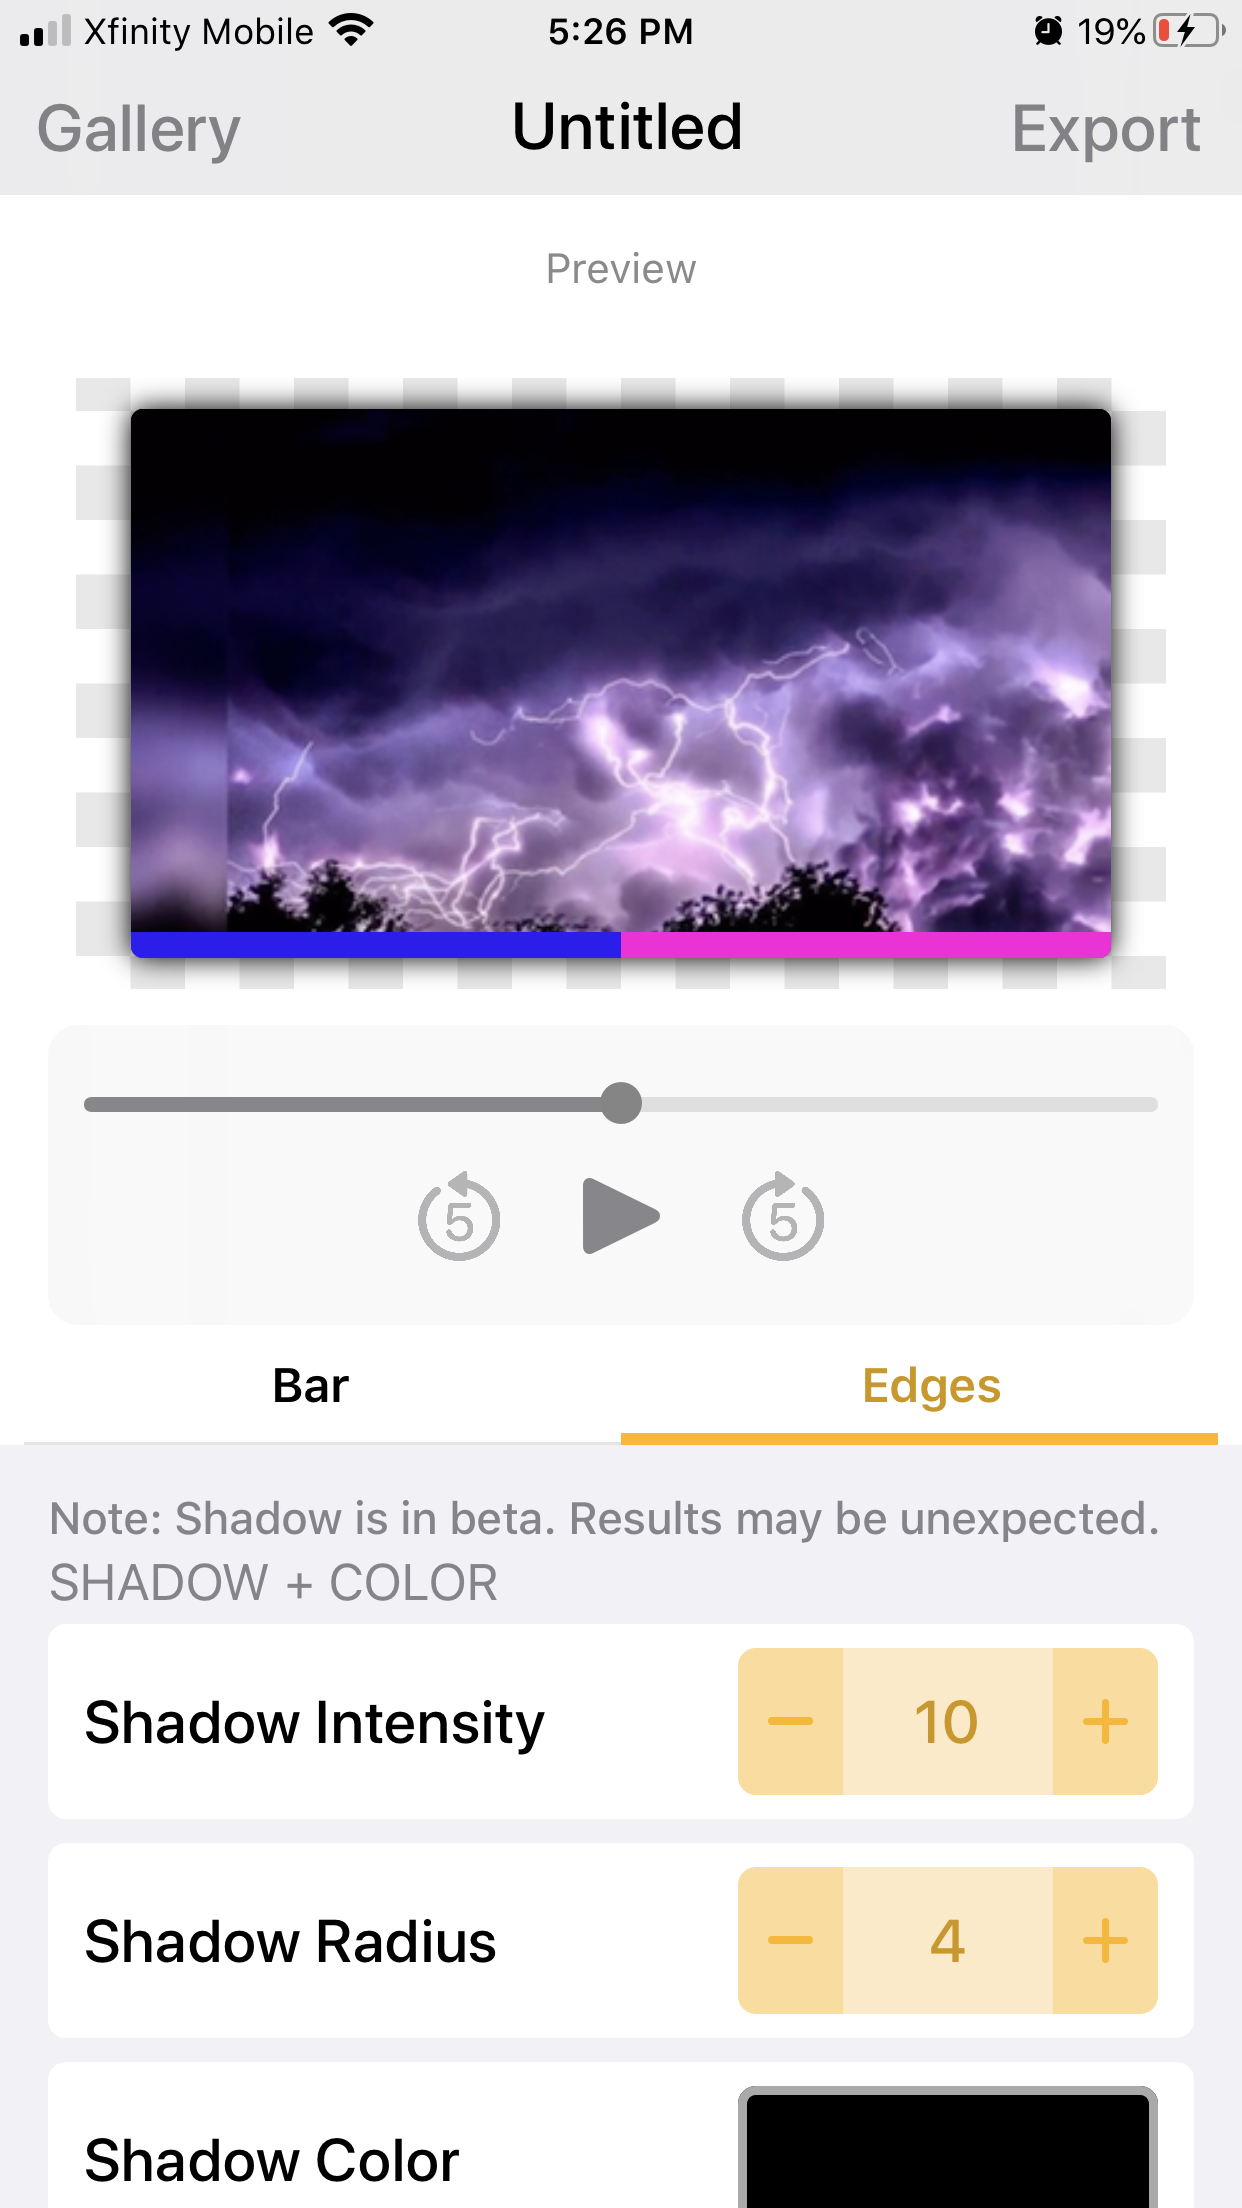 Xfinity Mobile 5:26 PM 19%
Gallery Untitled Export
Preview
5 5
Bar Edges
Note: Shadow is in beta. Results may be unexpected.
SHADOW + COLOR
Shadow Intensity − 10 +
Shadow Radius − 4 +
Shadow Color